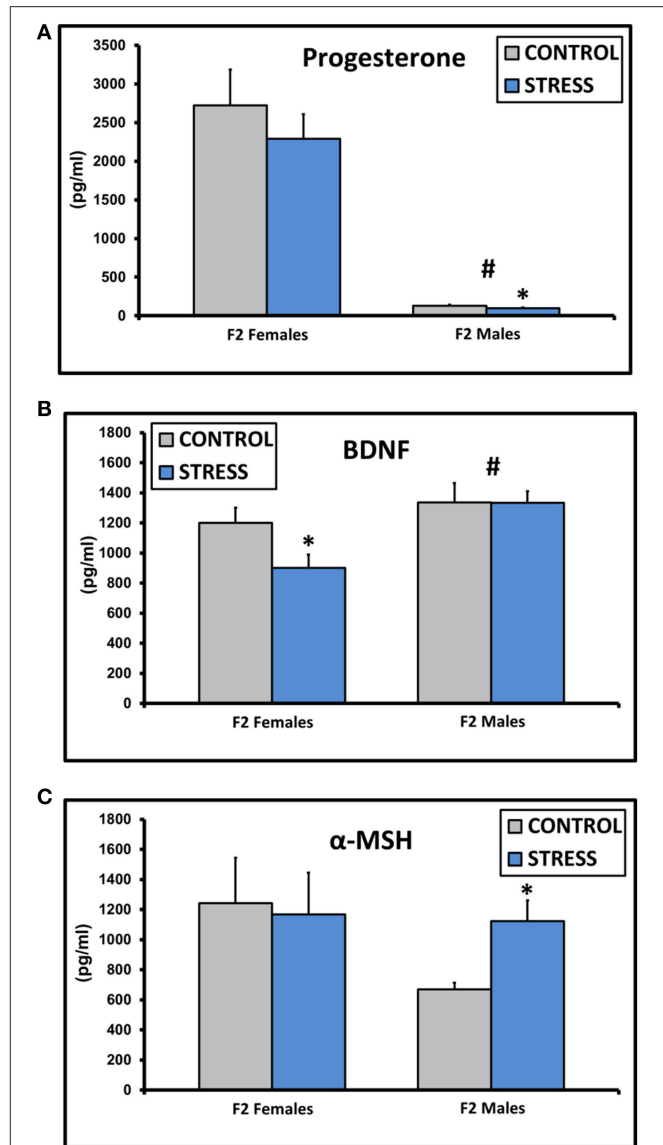 A
Progesterone
CONTROL
STRESS
3500
3000
2500
2000
1500
1000
500
0
(pg/ml)
#
*
F2 Females F2 Males
B
CONTROL
STRESS
BDNF
1800
1600
1400
1200
1000
800
600
400
200
0
(pg/ml)
*
#
F2 Females F2 Males
C
α-MSH
CONTROL
STRESS
1800
1600
1400
1200
1000
800
600
400
200
0
(pg/ml)
*
F2 Females F2 Males